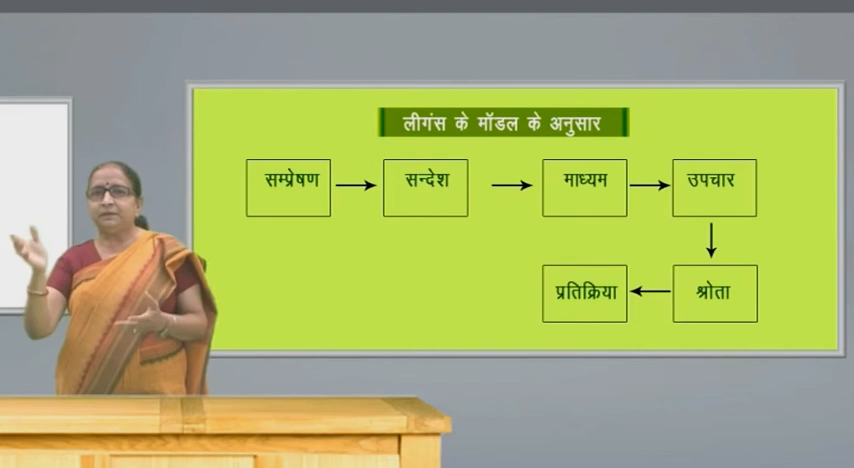 लीगंस के मॉडल के अनुसार
सम्प्रेषण
सन्देश
माध्यम
उपचार
प्रतिक्रिया
श्रोता